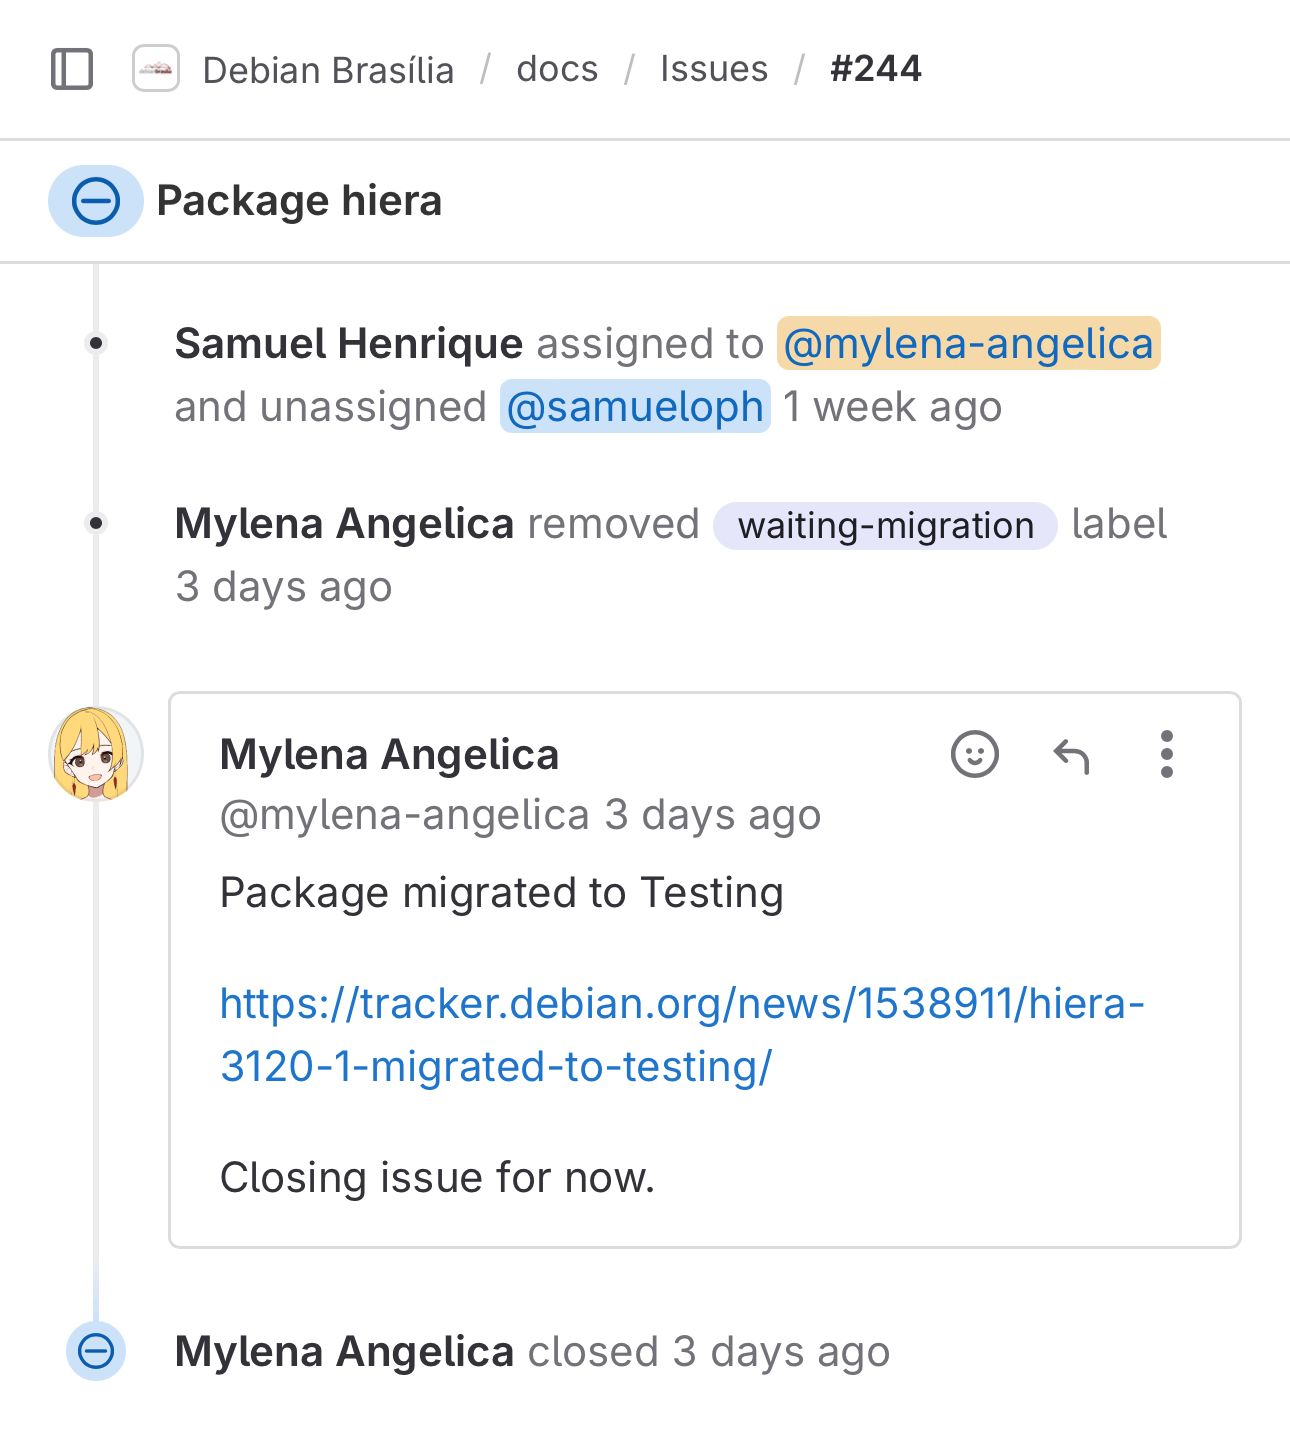 Debian Brasília / docs / Issues / #244
Package hiera
Samuel Henrique assigned to @mylena-angelica
and unassigned @samueloph 1 week ago
Mylena Angelica removed waiting-migration label
3 days ago
Mylena Angelica
@mylena-angelica 3 days ago
Package migrated to Testing
https://tracker.debian.org/news/1538911/hiera-
3120-1-migrated-to-testing/
Closing issue for now.
Mylena Angelica closed 3 days ago